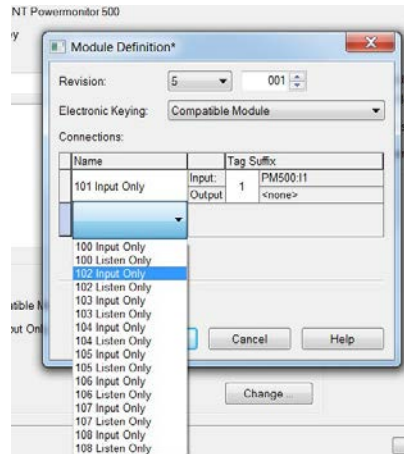 NT Powermonitor 500
Module Definition*
Revision: 5 001
Electronic Keying: Compatible Module
Connections:
Name Tag Suffix
101 Input Only Input: 1 PM500:I1
Output <none>
100 Input Only
100 Listen Only
102 Input Only
102 Listen Only
103 Input Only
103 Listen Only
104 Input Only
104 Listen Only
105 Input Only
105 Listen Only
106 Input Only
106 Listen Only
107 Input Only
107 Listen Only
108 Input Only
108 Listen Only
Cancel Help
Change ...